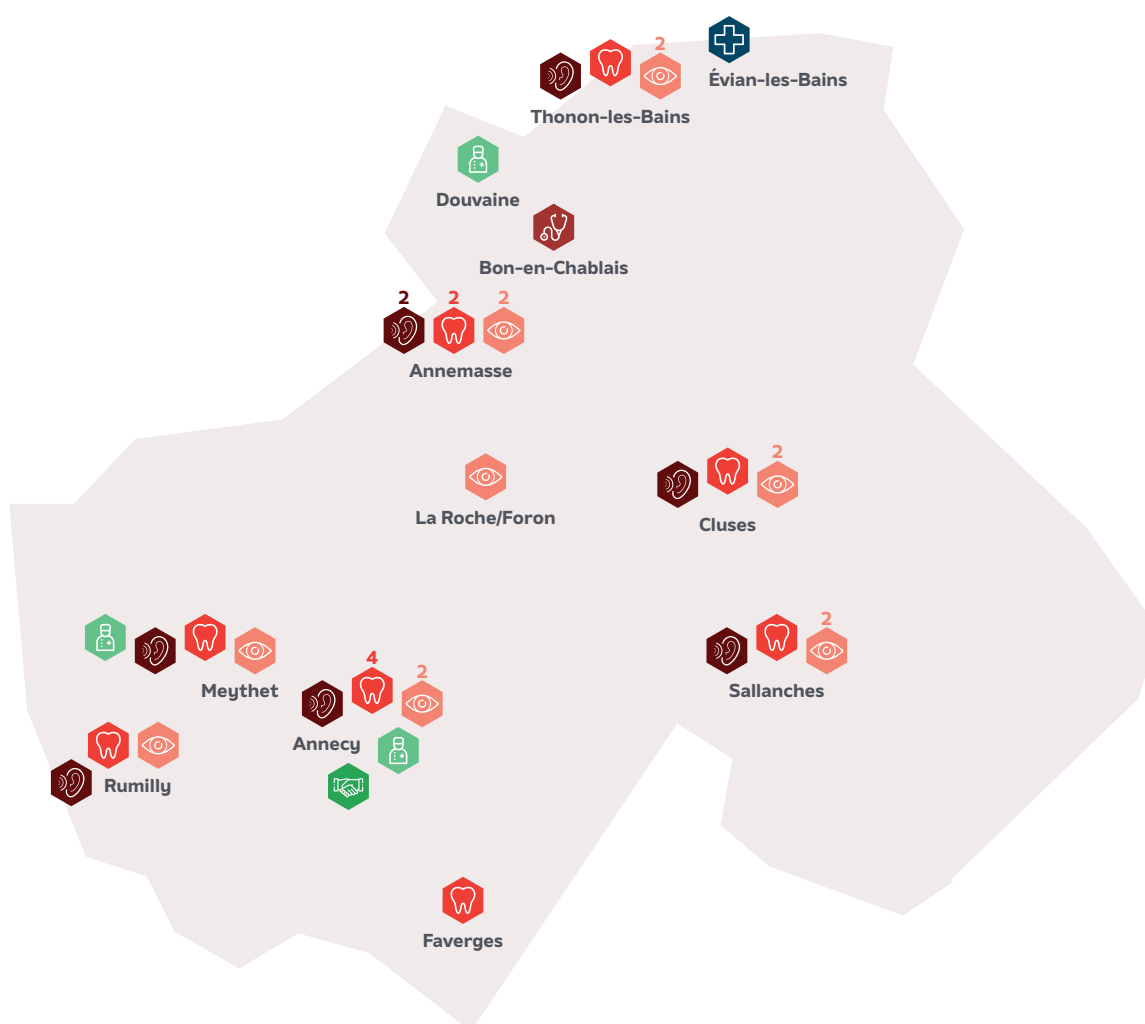 2
Évian-les-Bains
Thonon-les-Bains
Douvaine
Bon-en-Chablais
2 2 2
Annemasse
2
La Roche/Foron
Cluses
2
Meythet
Sallanches
4
2
Annecy
Rumilly
Faverges